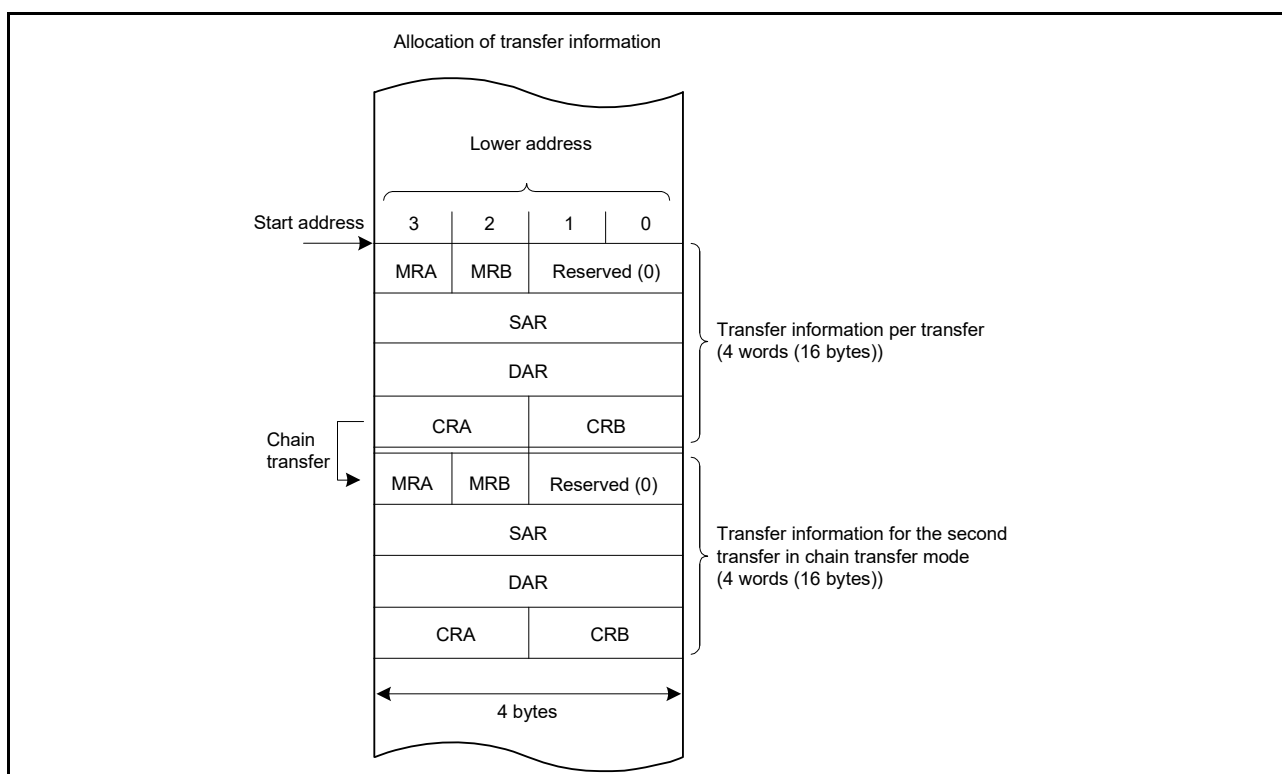 Allocation of transfer information
Lower address
Start address
3 2 1 0
MRA MRB Reserved (0)
SAR
DAR
CRA CRB
Transfer information per transfer
(4 words (16 bytes))
Chain
transfer
MRA MRB Reserved (0)
SAR
DAR
CRA CRB
Transfer information for the second
transfer in chain transfer mode
(4 words (16 bytes))
4 bytes